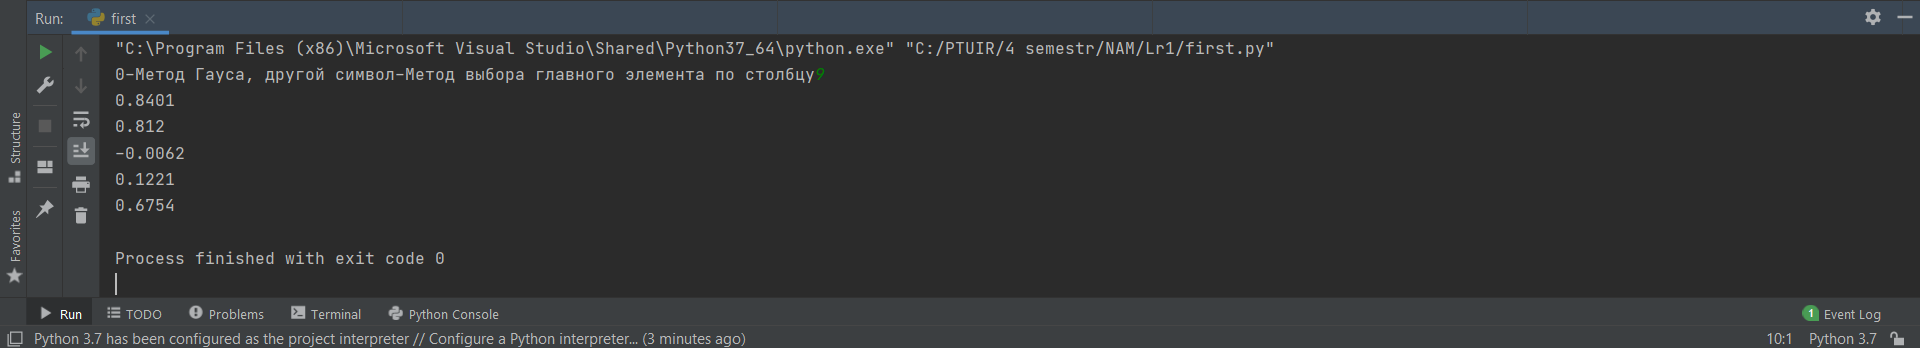 Run: first
"C:\Program Files (x86)\Microsoft Visual Studio\Shared\Python37_64\python.exe" "C:/PTUIR/4 semestr/NAM/Lr1/first.py"
0-Метод Гауса, другой символ-Метод выбора главного элемента по столбцу9
0.8401
0.812
-0.0062
0.1221
0.6754
Process finished with exit code 0
Structure
Favorites
Run TODO Problems Terminal Python Console 1 Event Log
Python 3.7 has been configured as the project interpreter // Configure a Python interpreter... (3 minutes ago) 10:1 Python 3.7